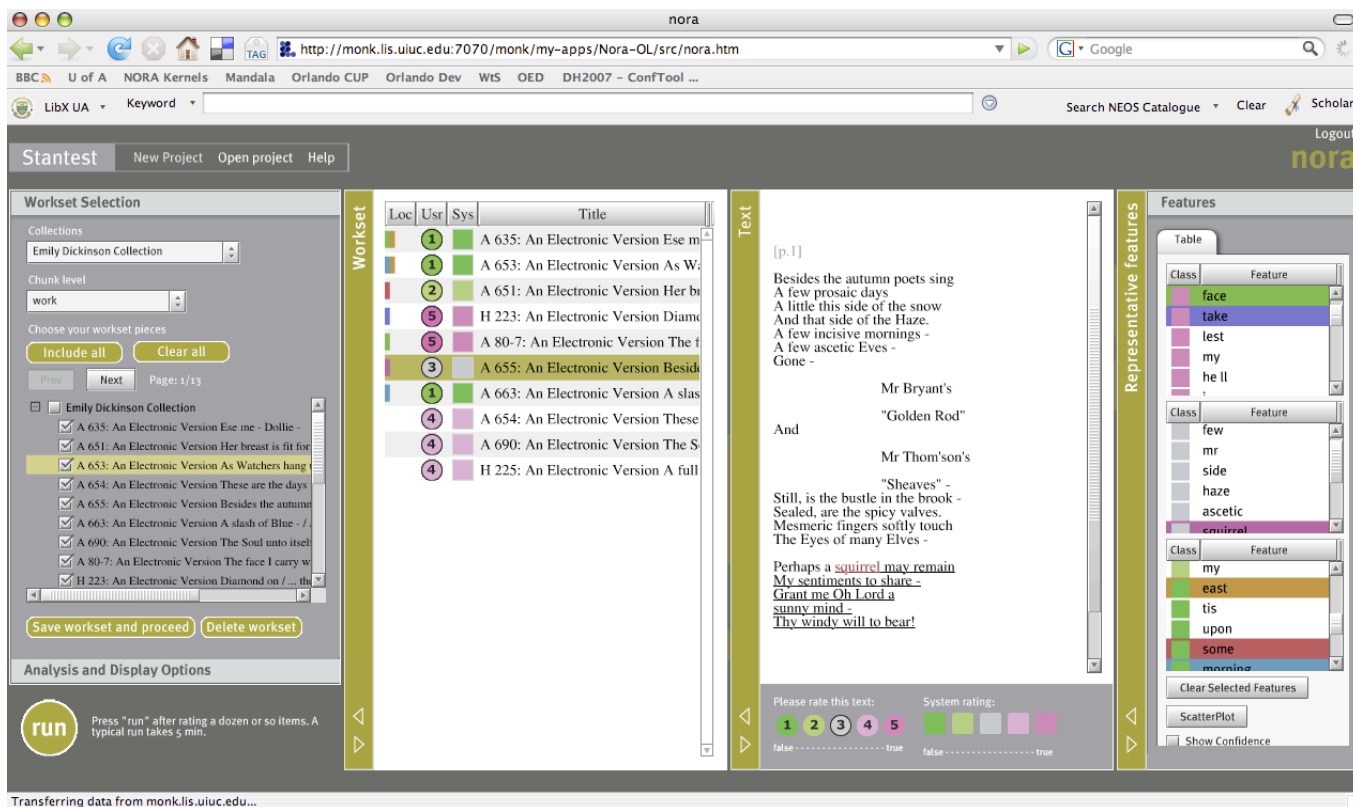 nora
TAG
http://monk.lis.uiuc.edu:7070/monk/my-apps/Nora-OL/src/nora.htm
G
Google
BBC U of A NORA Kernels Mandala Orlando CUP Orlando Dev WtS OED DH2007 - ConfTool ...
LibX UA
Keyword
Search NEOS Catalogue
Clear
Scholar
Logout
Stantest
New Project Open project Help
nora
Workset Selection
Collections
Emily Dickinson Collection
Chunk level
work
Choose your workset pieces
Include all
Clear all
Prev
Next
Page: 1/13
Emily Dickinson Collection
A 635: An Electronic Version Ese me - Dollie -
A 651: An Electronic Version Her breast is fit for
A 653: An Electronic Version As Watchers hang
A 654: An Electronic Version These are the days
A 655: An Electronic Version Besides the autumn
A 663: An Electronic Version A slash of Blue - /
A 690: An Electronic Version The Soul unto itsel
A 80-7: An Electronic Version The face I carry w
H 223: An Electronic Version Diamond on / ... the
Save workset and proceed
Delete workset
Analysis and Display Options
run
Press "run" after rating a dozen or so items. A
typical run takes 5 min.
Workset
Loc Usr Sys Title
1 A 635: An Electronic Version Ese m
1 A 653: An Electronic Version As Wa
2 A 651: An Electronic Version Her br
5 H 223: An Electronic Version Diamo
5 A 80-7: An Electronic Version The f
3 A 655: An Electronic Version Beside
1 A 663: An Electronic Version A slas
4 A 654: An Electronic Version These
4 A 690: An Electronic Version The S
4 H 225: An Electronic Version A full
Text
[p.1]
Besides the autumn poets sing
A few prosaic days
A little this side of the snow
And that side of the Haze.
A few incisive mornings -
A few ascetic Eves -
Gone -
Mr Bryant's
"Golden Rod"
And
Mr Thom'son's
"Sheaves" -
Still, is the bustle in the brook -
Sealed, are the spicy valves.
Mesmeric fingers softly touch
The Eyes of many Elves -
Perhaps a squirrel may remain
My sentiments to share -
Grant me Oh Lord a
sunny mind -
Thy windy will to bear!
Please rate this text:
1 2 3 4 5
false - - - - - - - - - - - - - - - true
System rating:
false - - - - - - - - - - - - - - - - - true
Representative features
Features
Table
Class Feature
face
take
lest
my
he ll
Class Feature
few
mr
side
haze
ascetic
squirrel
Class Feature
my
east
tis
upon
some
morning
Clear Selected Features
ScatterPlot
Show Confidence
Transferring data from monk.lis.uiuc.edu...